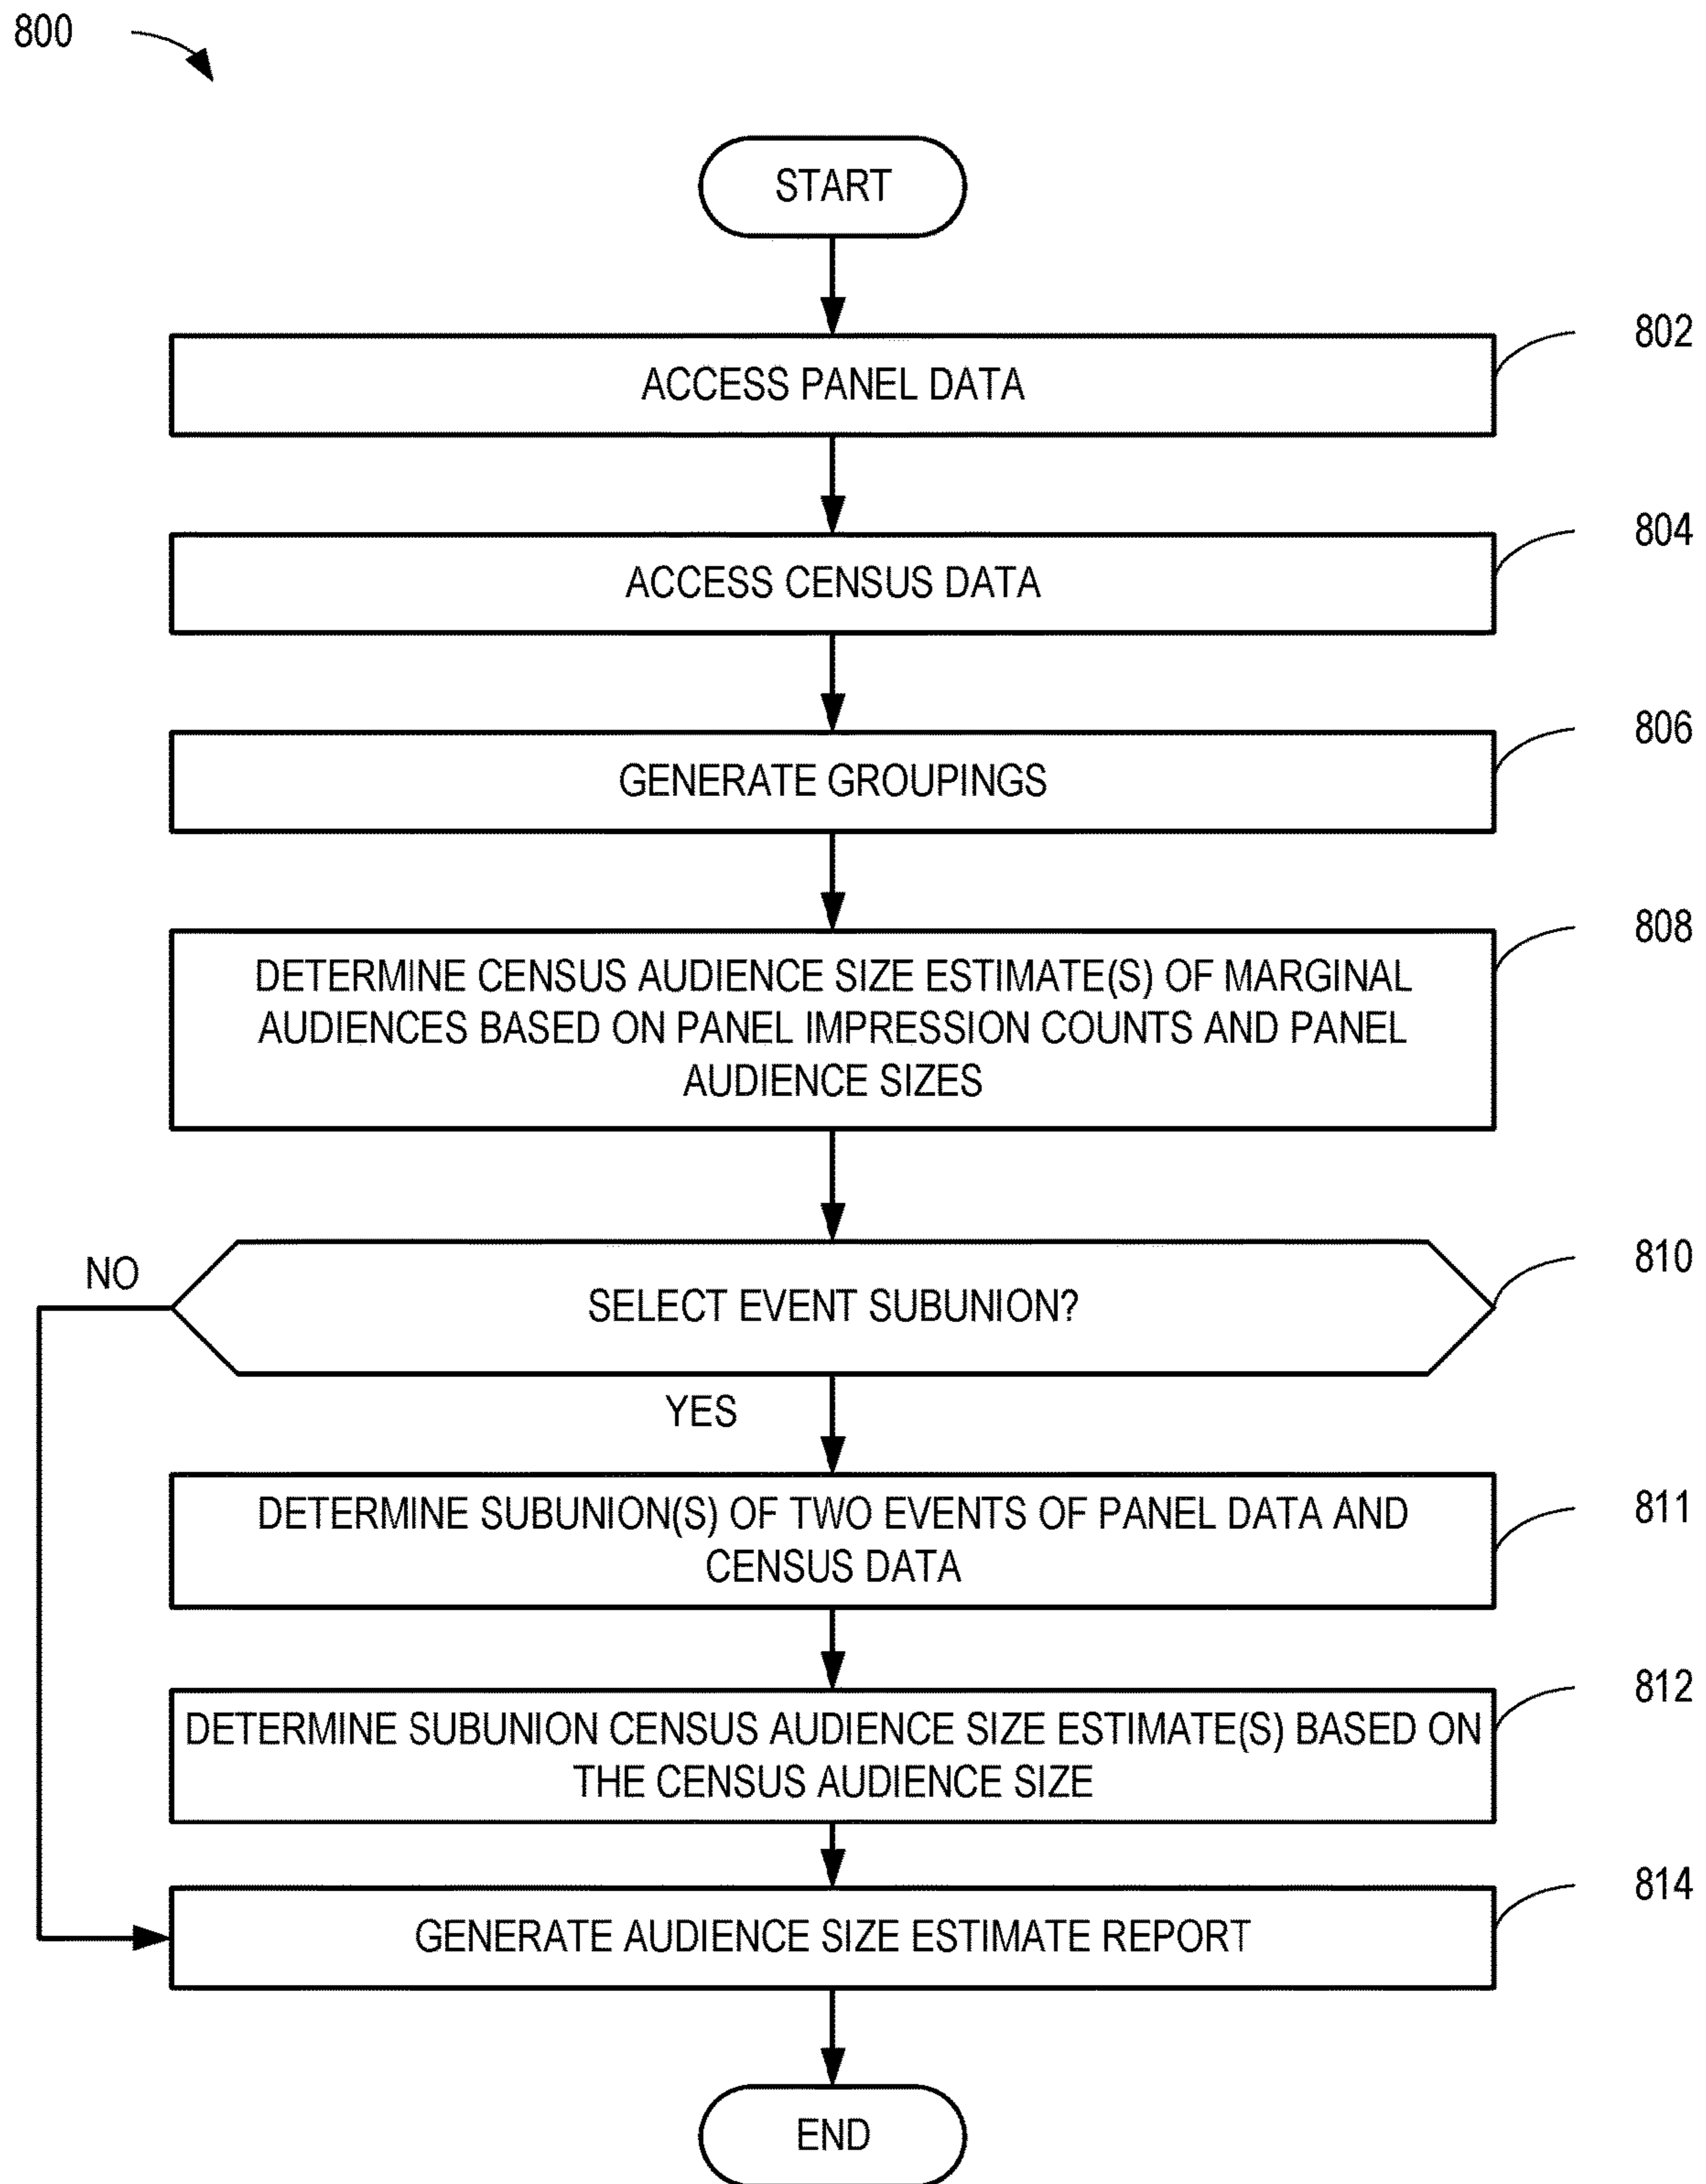 800
START
802
ACCESS PANEL DATA
804
ACCESS CENSUS DATA
806
GENERATE GROUPINGS
808
DETERMINE CENSUS AUDIENCE SIZE ESTIMATE(S) OF MARGINAL
AUDIENCES BASED ON PANEL IMPRESSION COUNTS AND PANEL
AUDIENCE SIZES
810
NO
SELECT EVENT SUBUNION?
YES
811
DETERMINE SUBUNION(S) OF TWO EVENTS OF PANEL DATA AND
CENSUS DATA
812
DETERMINE SUBUNION CENSUS AUDIENCE SIZE ESTIMATE(S) BASED ON
THE CENSUS AUDIENCE SIZE
814
GENERATE AUDIENCE SIZE ESTIMATE REPORT
END